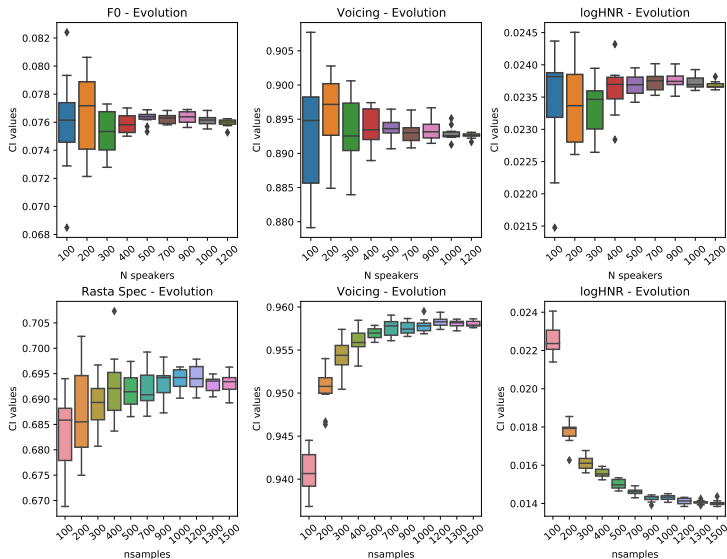 F0 - Evolution
CI values
0.082
0.080
0.078
0.076
0.074
0.072
0.070
0.068
100 200 300 400 500 700 900 1000 1200
N speakers
Voicing - Evolution
CI values
0.905
0.900
0.895
0.890
0.885
0.880
100 200 300 400 500 700 900 1000 1200
N speakers
logHNR - Evolution
CI values
0.0245
0.0240
0.0235
0.0230
0.0225
0.0220
0.0215
100 200 300 400 500 700 900 1000 1200
N speakers
Rasta Spec - Evolution
CI values
0.705
0.700
0.695
0.690
0.685
0.680
0.675
0.670
100 200 300 400 500 700 900 1000 1200 1300 1500
nsamples
Voicing - Evolution
CI values
0.960
0.955
0.950
0.945
0.940
100 200 300 400 500 700 900 1000 1200 1300 1500
nsamples
logHNR - Evolution
CI values
0.024
0.022
0.020
0.018
0.016
0.014
100 200 300 400 500 700 900 1000 1200 1300 1500
nsamples